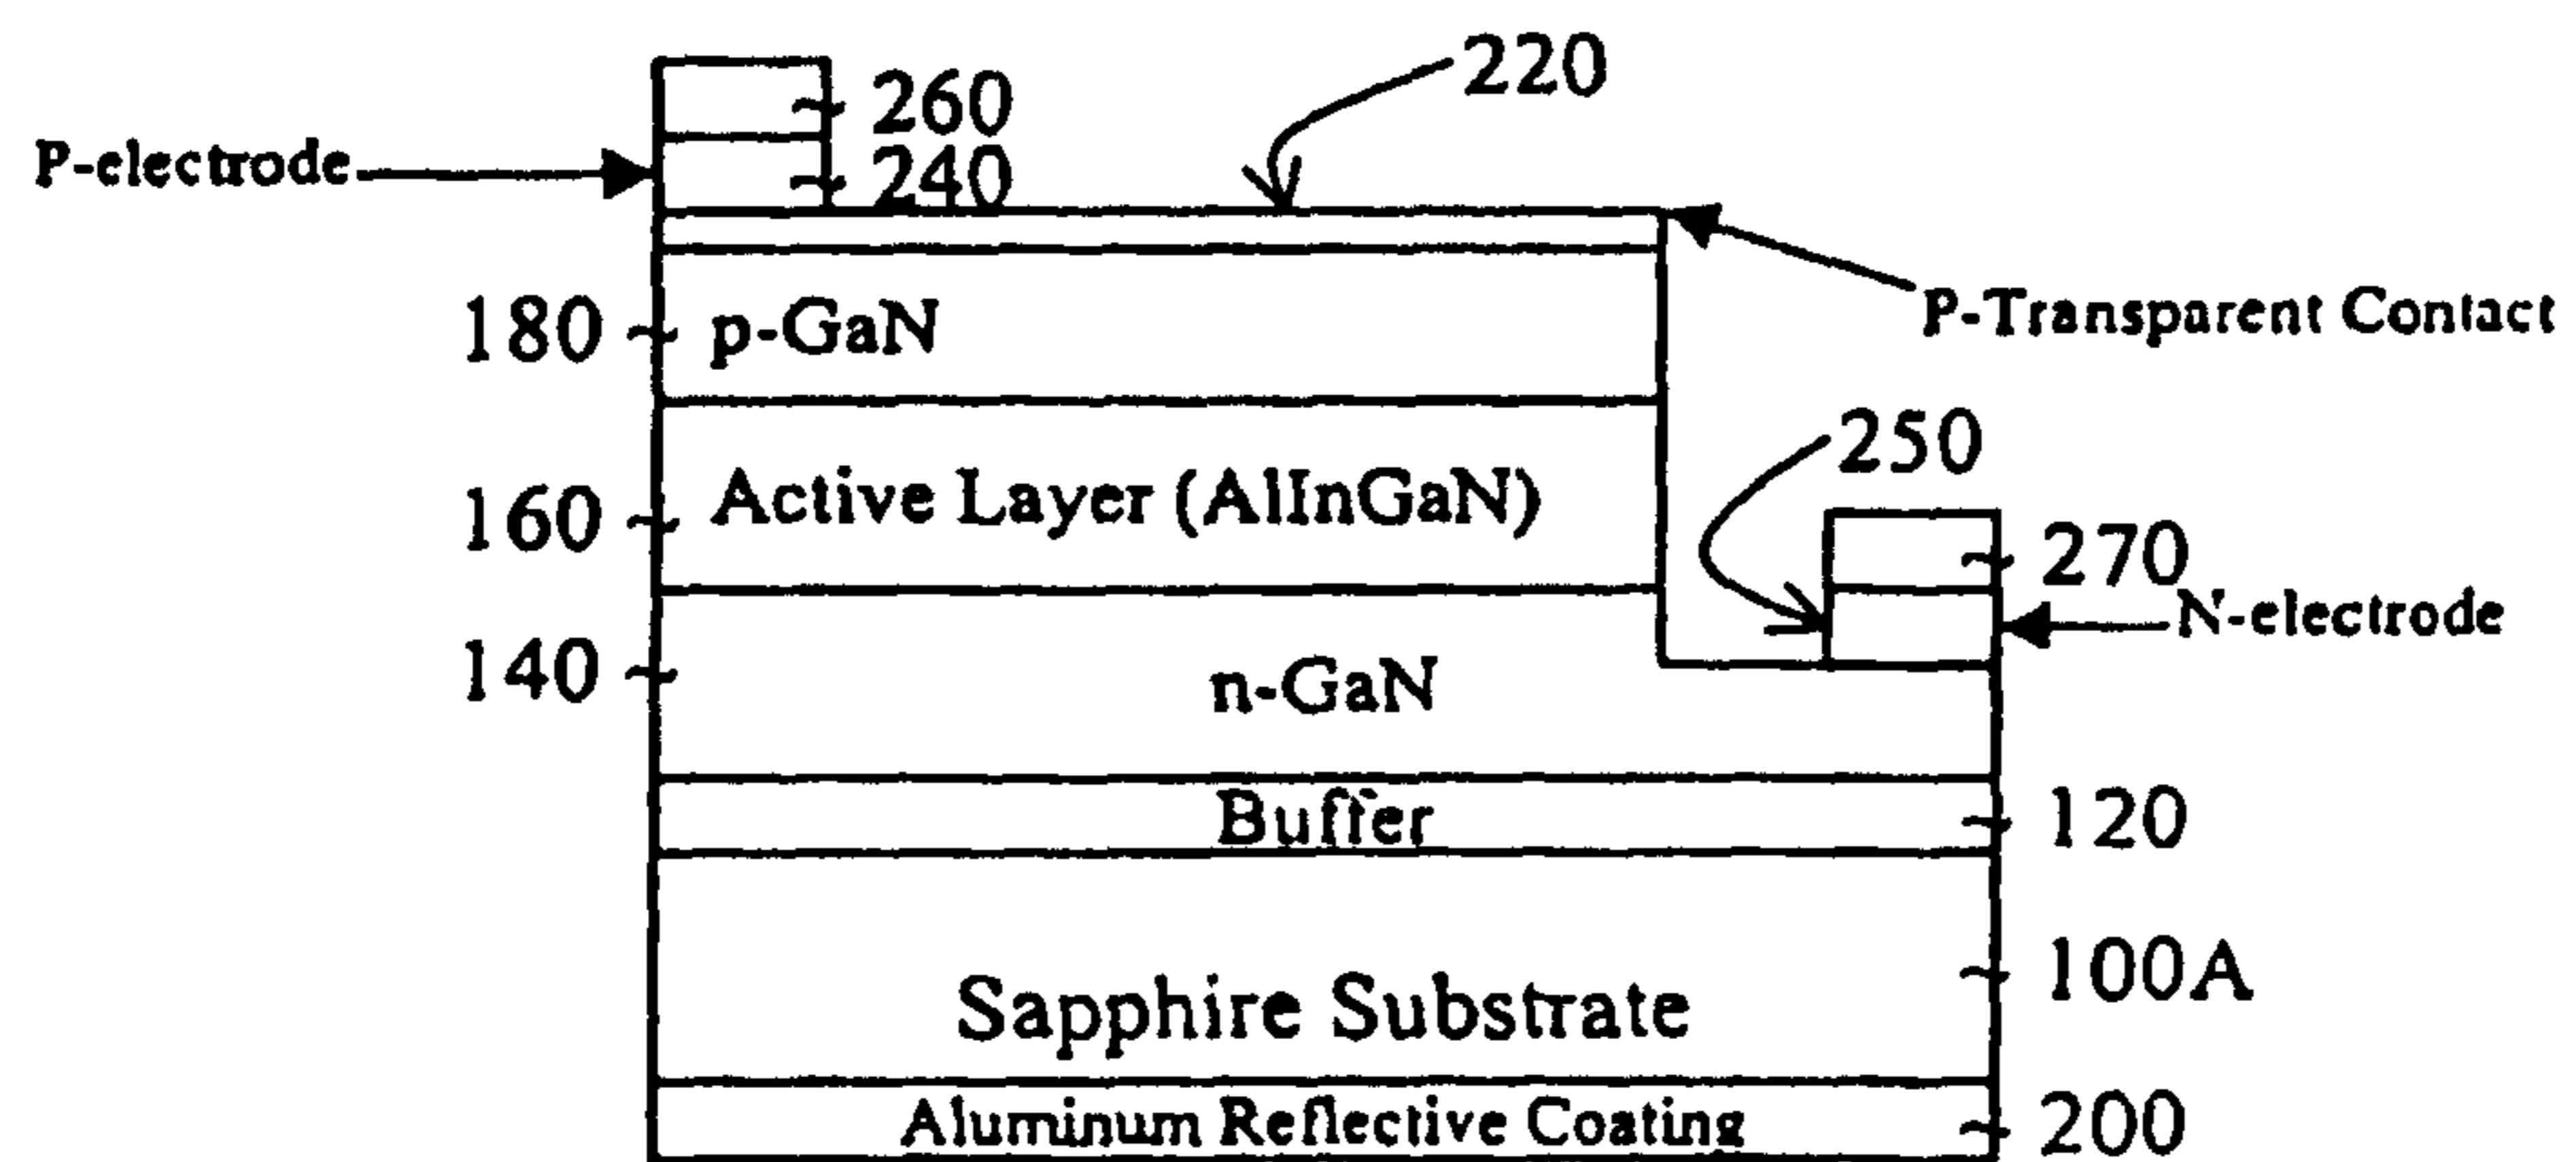 220
260
P-electrode
240
180
p-GaN
P-Transparent Contact
250
160
Active Layer (AlInGaN)
270
N-electrode
140
n-GaN
Buffer
120
100A
Sapphire Substrate
Aluminum Reflective Coating
200